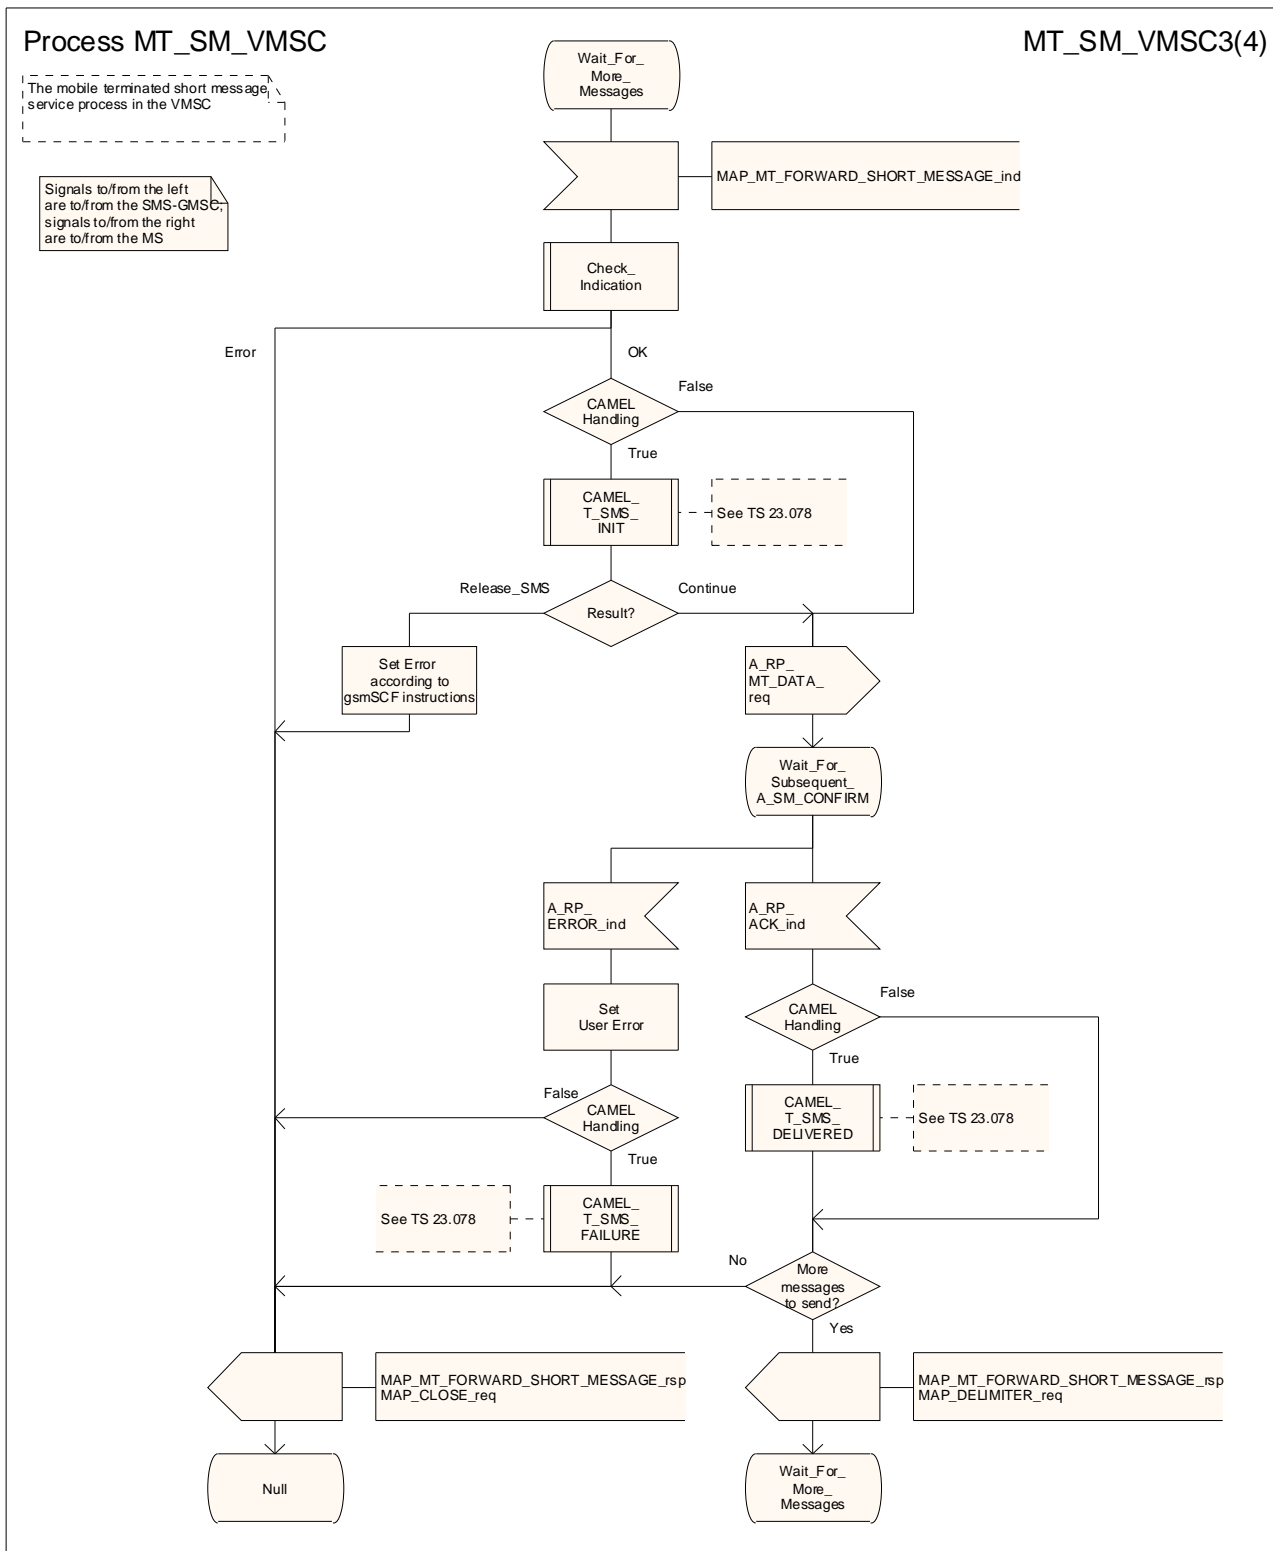 Process MT_SM_VMSC
MT_SM_VMSC3(4)
The mobile terminated short message
service process in the VMSC
Signals to/from the left
are to/from the SMS-GMSC;
signals to/from the right
are to/from the MS
Wait_For_
More_
Messages
MAP_MT_FORWARD_SHORT_MESSAGE_ind
Check_
Indication
Error
OK
CAMEL
Handling
False
True
CAMEL_
T_SMS_
INIT
See TS 23.078
Release_SMS
Result?
Continue
Set Error
according to
gsmSCF instructions
A_RP_
MT_DATA_
req
Wait_For_
Subsequent_
A_SM_CONFIRM
A_RP_
ERROR_ind
A_RP_
ACK_ind
Set
User Error
CAMEL
Handling
False
True
False
CAMEL
Handling
True
CAMEL_
T_SMS_
DELIVERED
See TS 23.078
See TS 23.078
CAMEL_
T_SMS_
FAILURE
No
More
messages
to send?
Yes
MAP_MT_FORWARD_SHORT_MESSAGE_rsp
MAP_CLOSE_req
MAP_MT_FORWARD_SHORT_MESSAGE_rsp
MAP_DELIMITER_req
Null
Wait_For_
More_
Messages